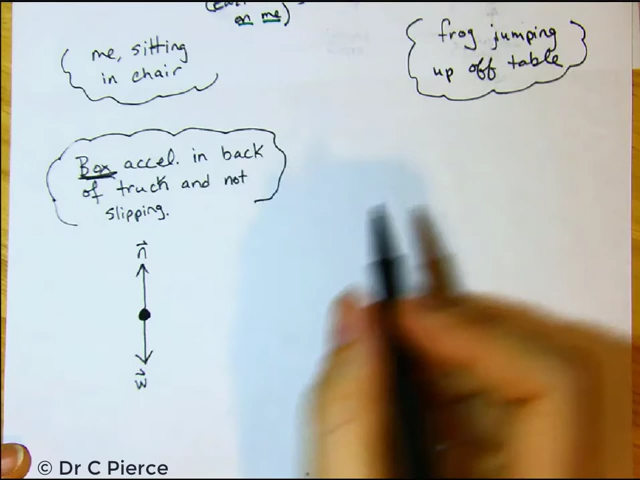 on me)
me, sitting
in chair
frog jumping
up off table
Box accel. in back
of truck and not
slipping.
n
w
© Dr C Pierce